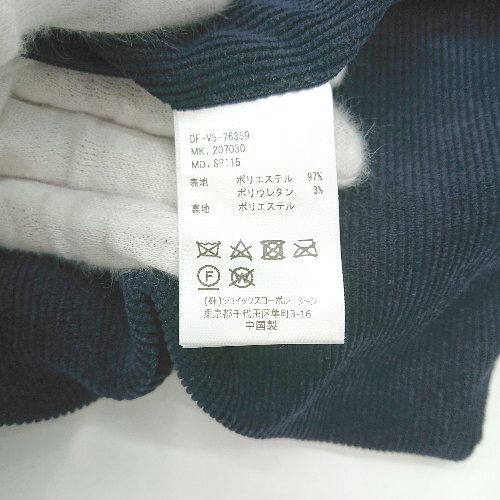 DF-V5-76359
MK. 207030
MD. SP115
表地 ポリエステル 97%
ポリウレタン 3%
裏地 ポリエステル
F
W
(株)ジョイックスコーポレーション
東京都千代田区隼町3-16
中国製